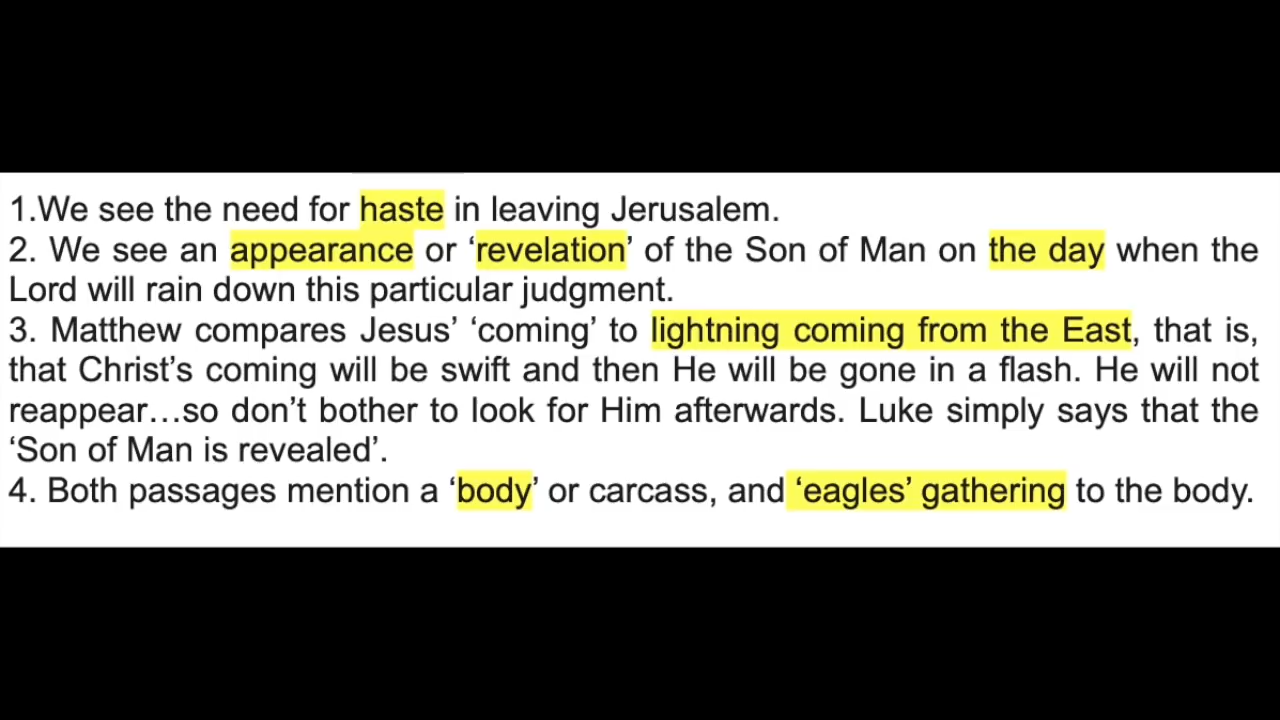 1.We see the need for haste in leaving Jerusalem.
2. We see an appearance or ‘revelation’ of the Son of Man on the day when the
Lord will rain down this particular judgment.
3. Matthew compares Jesus’ ‘coming’ to lightning coming from the East, that is,
that Christ’s coming will be swift and then He will be gone in a flash. He will not
reappear…so don’t bother to look for Him afterwards. Luke simply says that the
‘Son of Man is revealed’.
4. Both passages mention a ‘body’ or carcass, and ‘eagles’ gathering to the body.